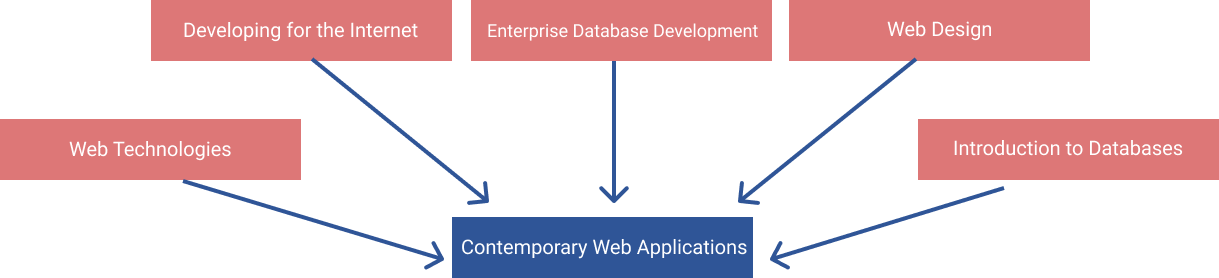 Developing for the Internet
Enterprise Database Development
Web Design
Web Technologies
Introduction to Databases
Contemporary Web Applications